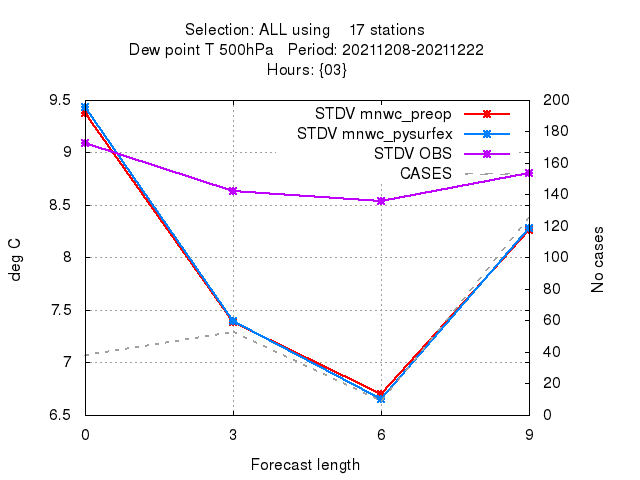 Selection: ALL using    17 stations
Dew point T 500hPa   Period: 20211208-20211222
Hours: {03}
STDV mnwc_preop
STDV mnwc_pysurfex
STDV OBS
CASES
9.5
9
8.5
8
7.5
7
6.5
deg C
200
180
160
140
120
100
80
60
40
20
0
No cases
0 3 6 9
Forecast length